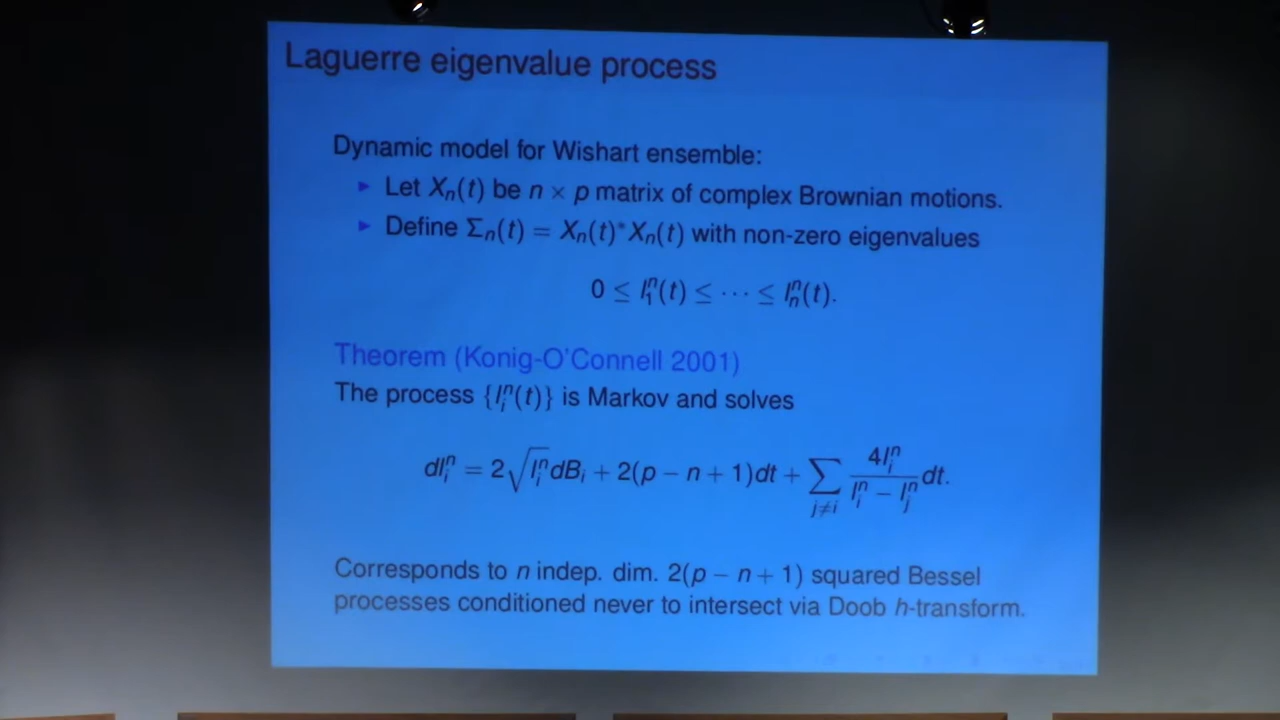 Laguerre eigenvalue process
Dynamic model for Wishart ensemble:
▶ Let Xₙ(t) be n × p matrix of complex Brownian motions.
▶ Define Σₙ(t) = Xₙ(t)*Xₙ(t) with non-zero eigenvalues
0 ≤ l₁ⁿ(t) ≤ ⋯ ≤ lₙⁿ(t).
Theorem (Konig-O'Connell 2001)
The process {lᵢⁿ(t)} is Markov and solves
dlᵢⁿ = 2√(lᵢⁿ) dBᵢ + 2(p − n + 1)dt + ∑_{j≠i} 4lᵢⁿ/(lᵢⁿ − lⱼⁿ) dt.
Corresponds to n indep. dim. 2(p − n + 1) squared Bessel
processes conditioned never to intersect via Doob h-transform.